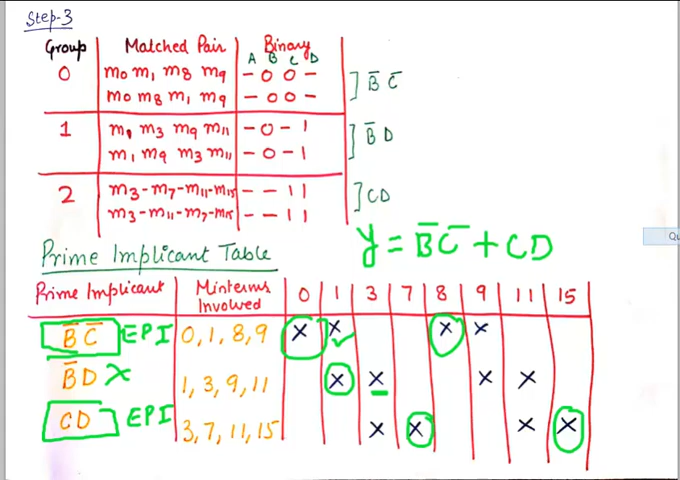 Step-3
Group Matched Pair Binary
A B C D
0 m0 m1 m8 m9 - 0 0 -
m0 m8 m1 m9 - 0 0 - ] B̅ C̅
1 m1 m3 m9 m11 - 0 - 1
m1 m9 m3 m11 - 0 - 1 ] B̅ D
2 m3-m7-m11-m15 - - 1 1
m3-m11-m7-m15 - - 1 1 ] CD
y = B̅ C̅ + CD
Prime Implicant Table
Prime Implicant Minterms Involved 0 1 3 7 8 9 11 15
B̅ C̅ EPI 0, 1, 8, 9 X X X X
B̅ D X 1, 3, 9, 11 X X X X
CD EPI 3, 7, 11, 15 X X X X